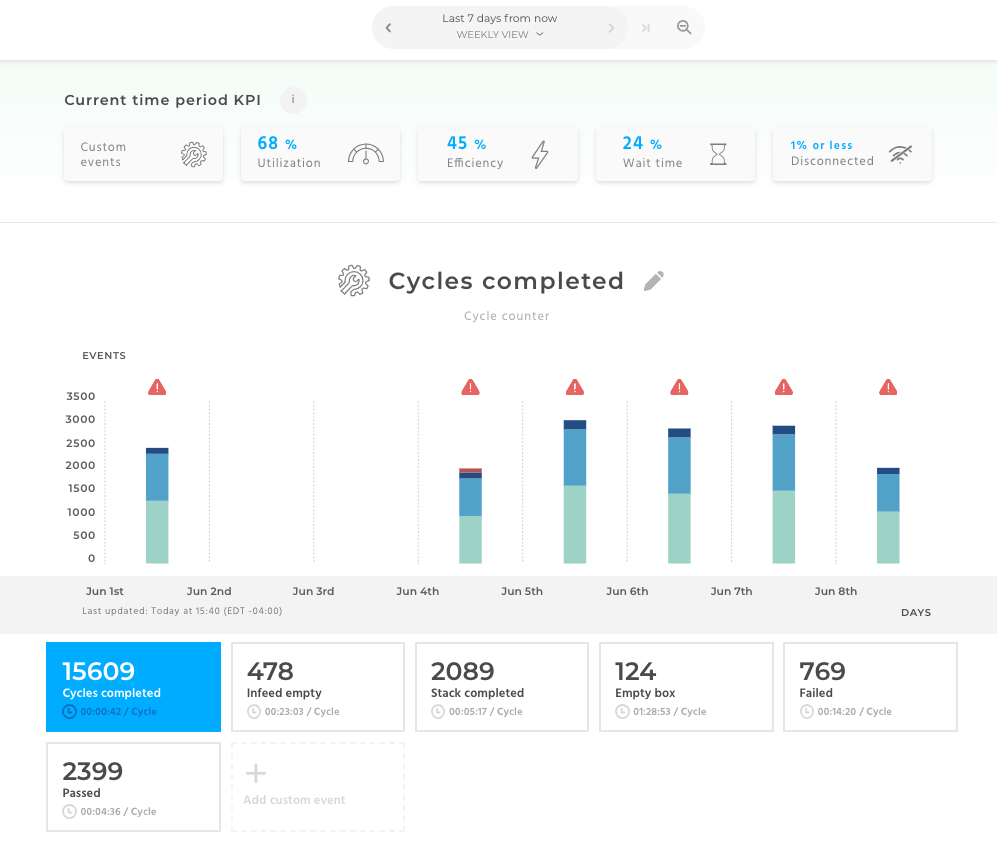 Last 7 days from now
WEEKLY VIEW
Current time period KPI
i
Custom
events
68 %
Utilization
45 %
Efficiency
24 %
Wait time
1% or less
Disconnected
Cycles completed
Cycle counter
EVENTS
3500
3000
2500
2000
1500
1000
500
0
Jun 1st
Jun 2nd
Jun 3rd
Jun 4th
Jun 5th
Jun 6th
Jun 7th
Jun 8th
Last updated: Today at 15:40 (EDT -04:00)
DAYS
15609
Cycles completed
00:00:42 / Cycle
478
Infeed empty
00:23:03 / Cycle
2089
Stack completed
00:05:17 / Cycle
124
Empty box
01:28:53 / Cycle
769
Failed
00:14:20 / Cycle
2399
Passed
00:04:36 / Cycle
+
Add custom event